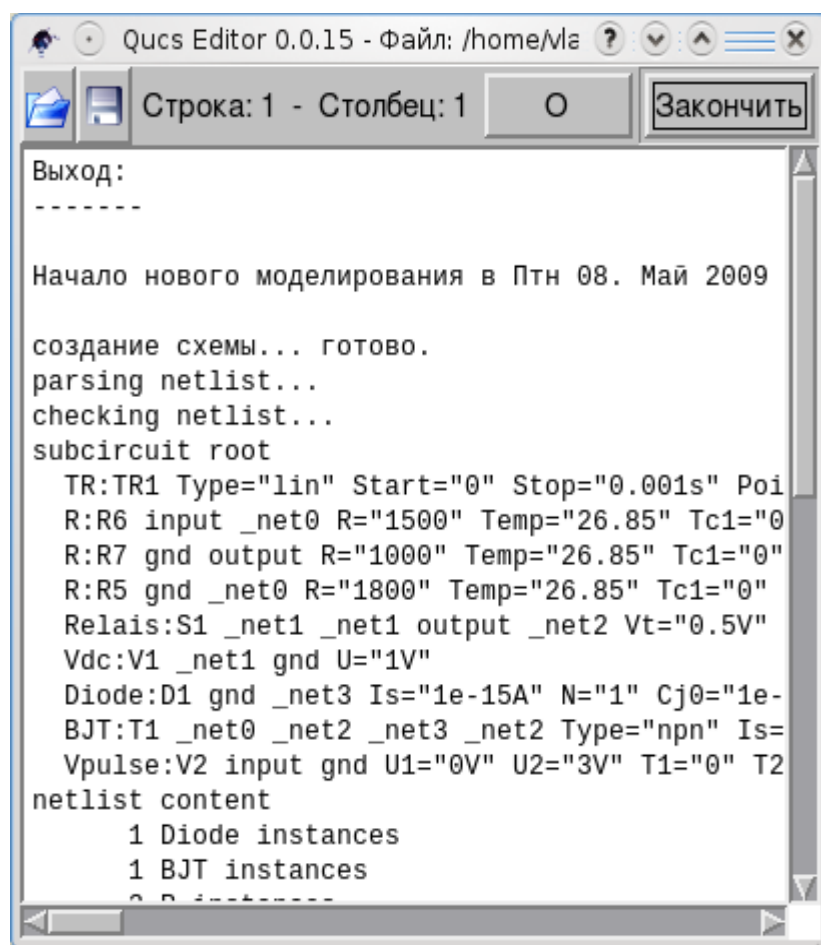 Qucs Editor 0.0.15 - Файл: /home/vla
Строка: 1 - Столбец: 1 О Закончить
Выход:
-------
Начало нового моделирования в Птн 08. Май 2009
создание схемы... готово.
parsing netlist...
checking netlist...
subcircuit root
TR:TR1 Type="lin" Start="0" Stop="0.001s" Poi
R:R6 input _net0 R="1500" Temp="26.85" Tc1="0
R:R7 gnd output R="1000" Temp="26.85" Tc1="0"
R:R5 gnd _net0 R="1800" Temp="26.85" Tc1="0"
Relais:S1 _net1 _net1 output _net2 Vt="0.5V"
Vdc:V1 _net1 gnd U="1V"
Diode:D1 gnd _net3 Is="1e-15A" N="1" Cj0="1e-
BJT:T1 _net0 _net2 _net3 _net2 Type="npn" Is=
Vpulse:V2 input gnd U1="0V" U2="3V" T1="0" T2
netlist content
1 Diode instances
1 BJT instances